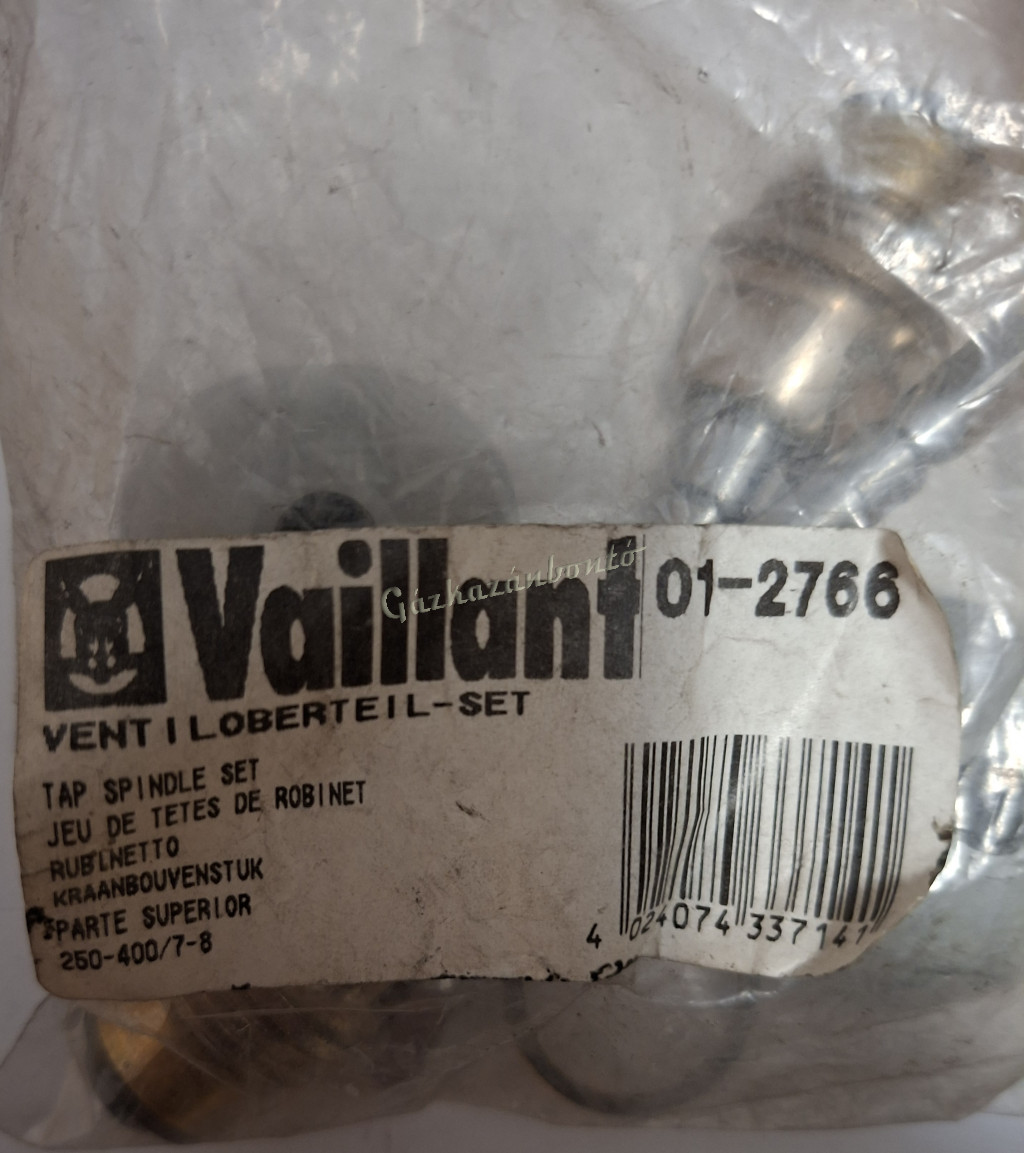 Vaillant 01-2766
Gázkazánbontó
VENTILOBERTEIL-SET
TAP SPINDLE SET
JEU DE TETES DE ROBINET
RUBINETTO
KRAANBOUVENSTUK
PARTE SUPERIOR
250-400/7-8
4 024074 337141